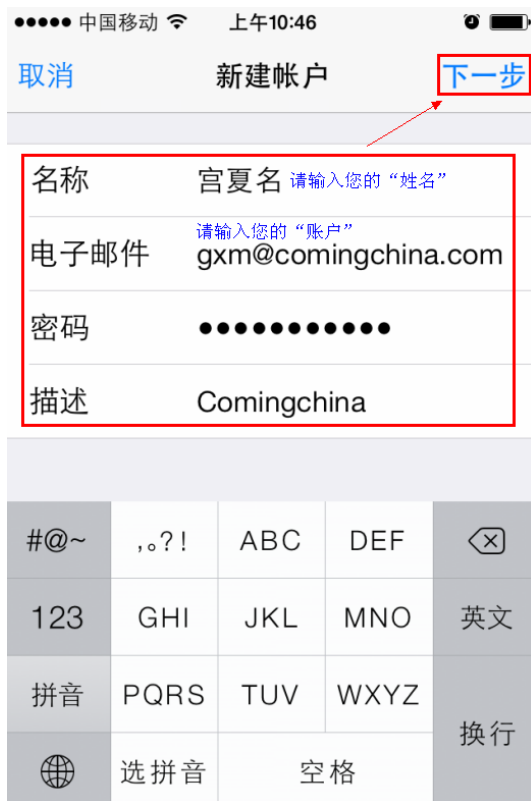 中国移动 上午10:46
取消 新建帐户 下一步
名称 宫夏名 请输入您的“姓名”
请输入您的“账户”
电子邮件 gxm@comingchina.com
密码 ●●●●●●●●●●●
描述 Comingchina
#@~ ,。?! ABC DEF
123 GHI JKL MNO 英文
拼音 PQRS TUV WXYZ
换行
选拼音 空格